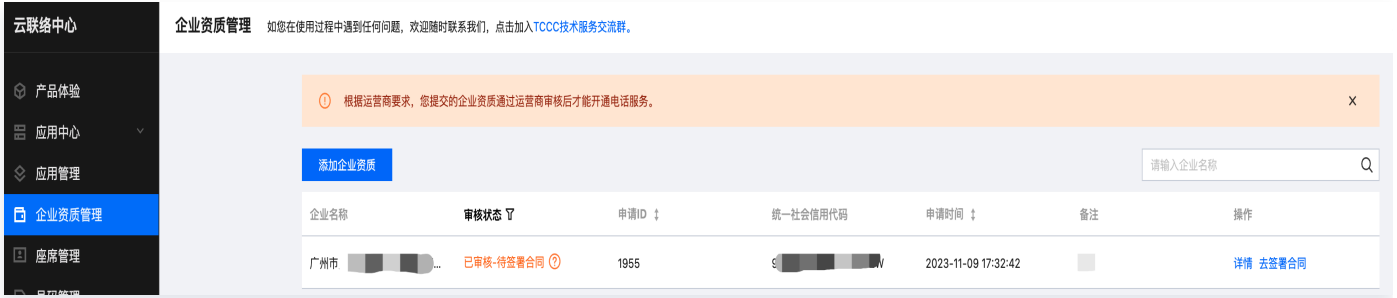 云联络中心
企业资质管理 如您在使用过程中遇到任何问题，欢迎随时联系我们，点击加入TCCC技术服务交流群。
产品体验
根据运营商要求，您提交的企业资质通过运营商审核后才能开通电话服务。
应用中心
应用管理
添加企业资质
请输入企业名称
企业资质管理
企业名称 审核状态 申请ID 统一社会信用代码 申请时间 备注 操作
座席管理
广州市 ... 已审核-待签署合同 1955 2023-11-09 17:32:42 详情 去签署合同
号码管理